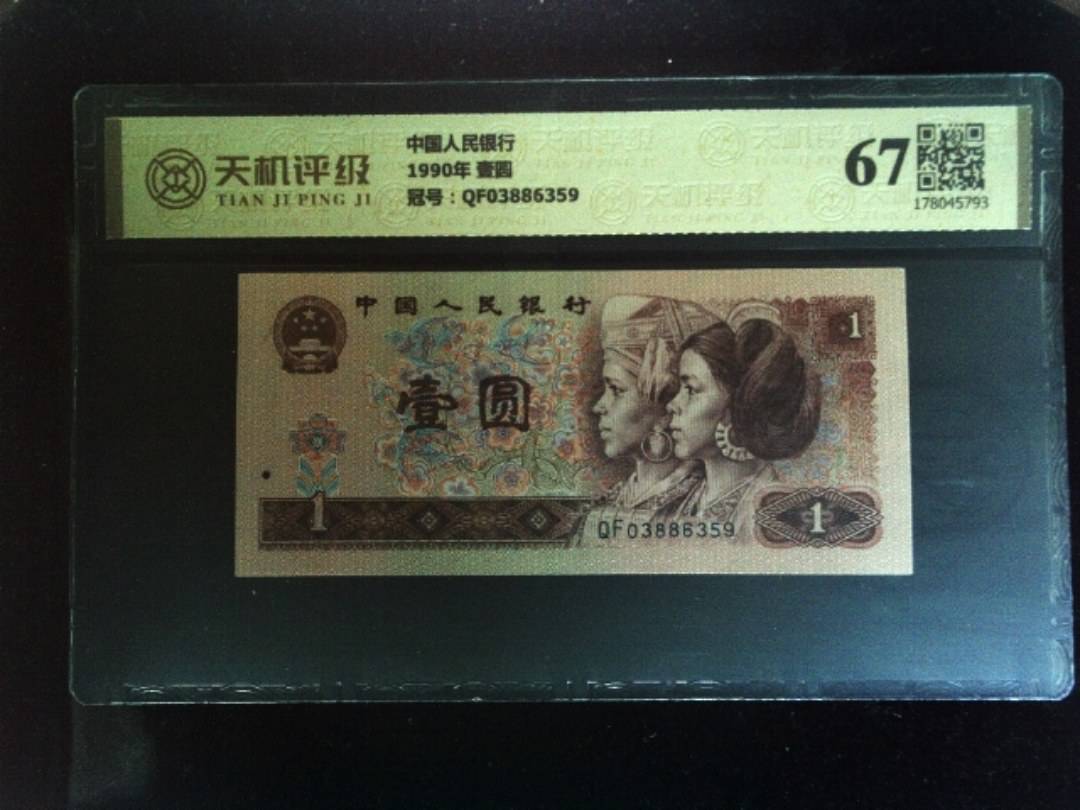 天机评级
TIAN JI PING JI
中国人民银行
1990年 壹圆
冠号：QF03886359
67
178045793
中国人民银行
1
壹圆
1
QF03886359
1